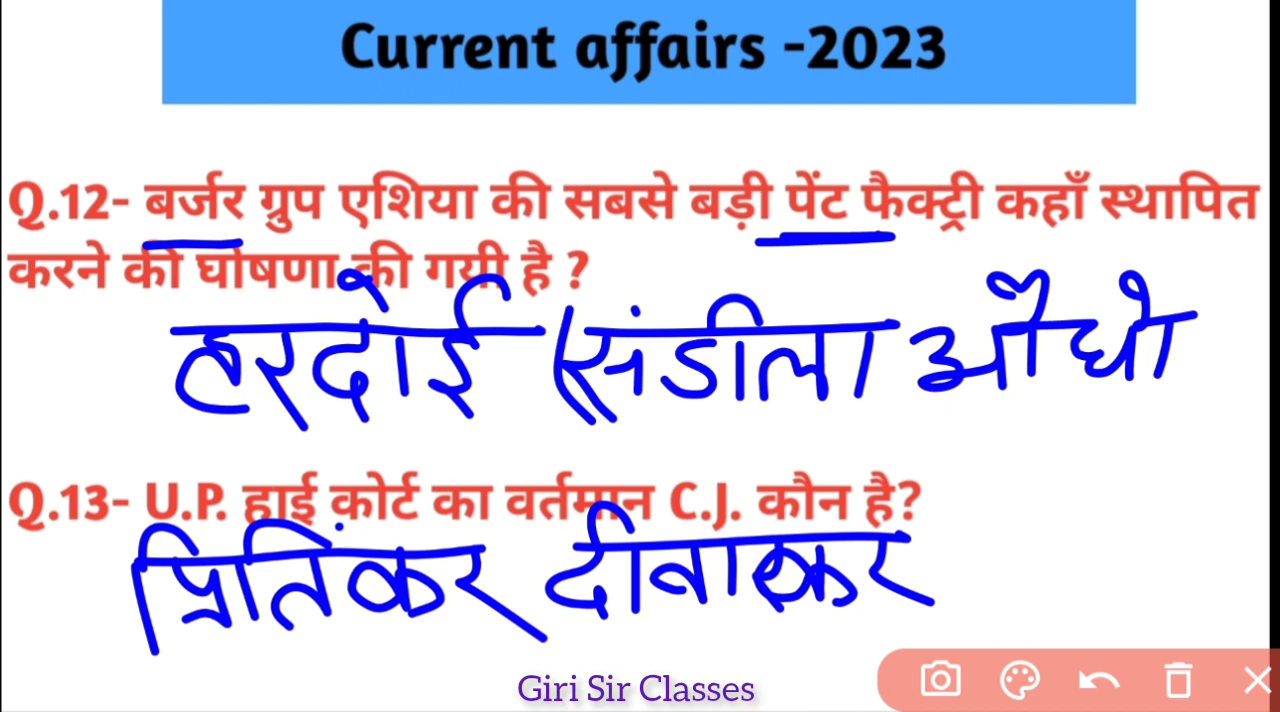 Current affairs -2023
Q.12- बर्जर ग्रुप एशिया की सबसे बड़ी पेंट फैक्ट्री कहाँ स्थापित
करने की घोषणा की गयी है ?
हरदोई (संडीला औधो
Q.13- U.P. हाई कोर्ट का वर्तमान C.J. कौन है?
प्रितिंकर दीवाकर
Giri Sir Classes